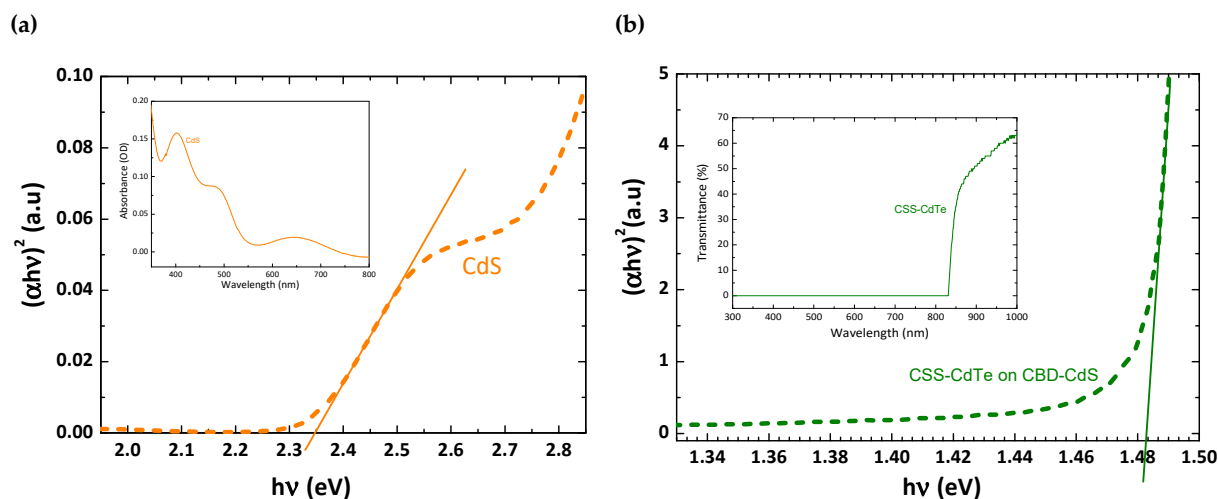 (a)
0.10
0.08
0.06
0.04
0.02
0.00
(αhν)² (a.u)
2.0 2.1 2.2 2.3 2.4 2.5 2.6 2.7 2.8
hν (eV)
CdS
0.20
0.15
0.10
0.05
0.00
Absorbance (OD)
CdS
400 500 600 700 800
Wavelength (nm)
(b)
5
4
3
2
1
0
(αhν)² (a.u)
1.34 1.36 1.38 1.40 1.42 1.44 1.46 1.48 1.50
hν (eV)
CSS-CdTe on CBD-CdS
70
60
50
40
30
20
10
0
Transmittance (%)
CSS-CdTe
300 400 500 600 700 800 900 1000
Wavelength (nm)